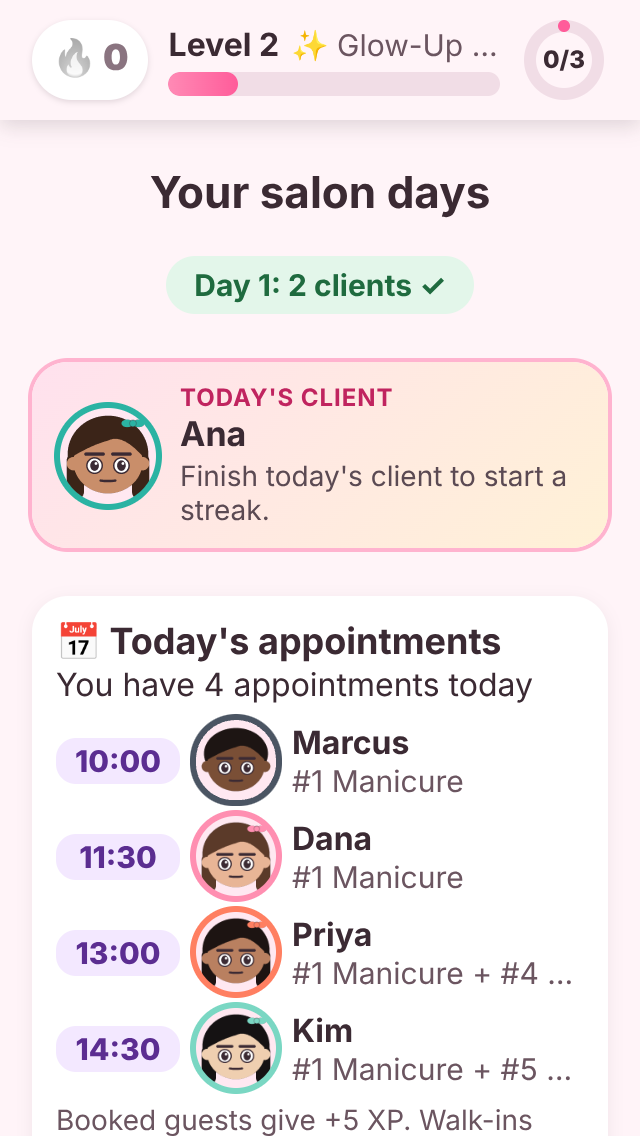 0
Level 2 ✨ Glow-Up ...
0/3
Your salon days
Day 1: 2 clients ✓
TODAY'S CLIENT
Ana
Finish today's client to start a
streak.
July
17
Today's appointments
You have 4 appointments today
10:00
Marcus
#1 Manicure
11:30
Dana
#1 Manicure
13:00
Priya
#1 Manicure + #4 ...
14:30
Kim
#1 Manicure + #5 ...
Booked guests give +5 XP. Walk-ins